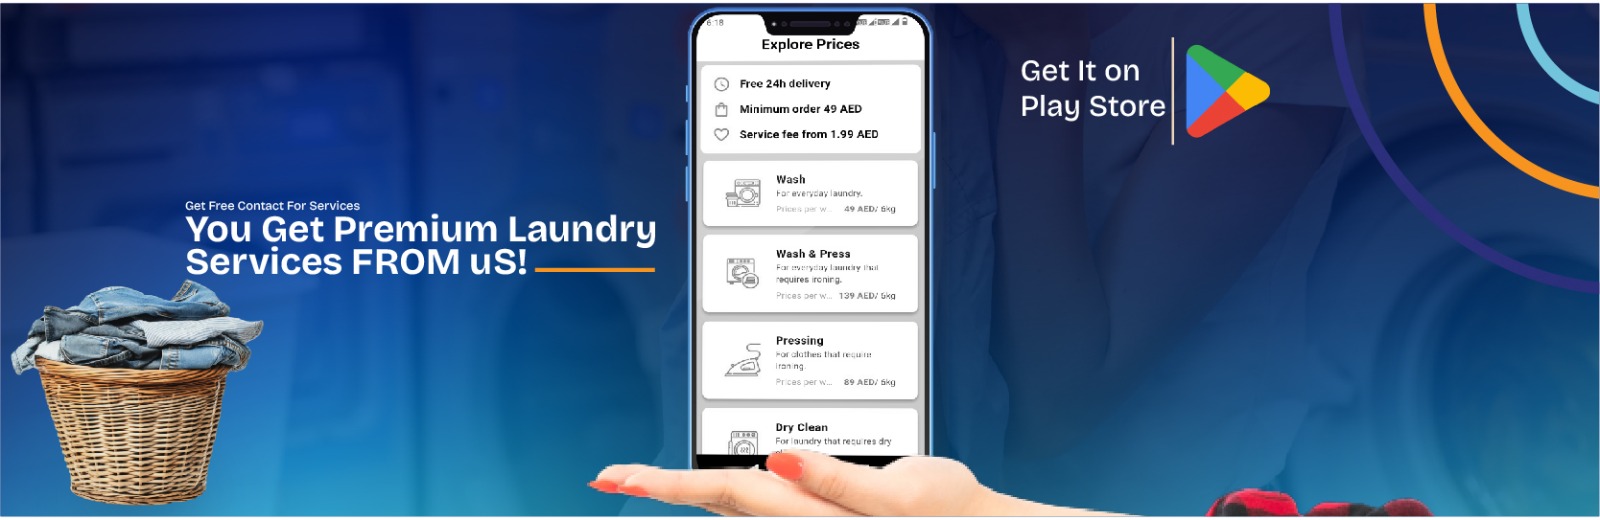 Get Free Contact For Services
You Get Premium Laundry
Services FROM uS!
6:18
Explore Prices
Free 24h delivery
Minimum order 49 AED
Service fee from 1.99 AED
Wash
For everyday laundry.
Prices per w... 49 AED/ 6kg
Wash & Press
For everyday laundry that
requires ironing.
Prices per w... 139 AED/ 6kg
Pressing
For clothes that require
ironing.
Prices per w... 89 AED/ 6kg
Dry Clean
For laundry that requires dry
Get It on
Play Store